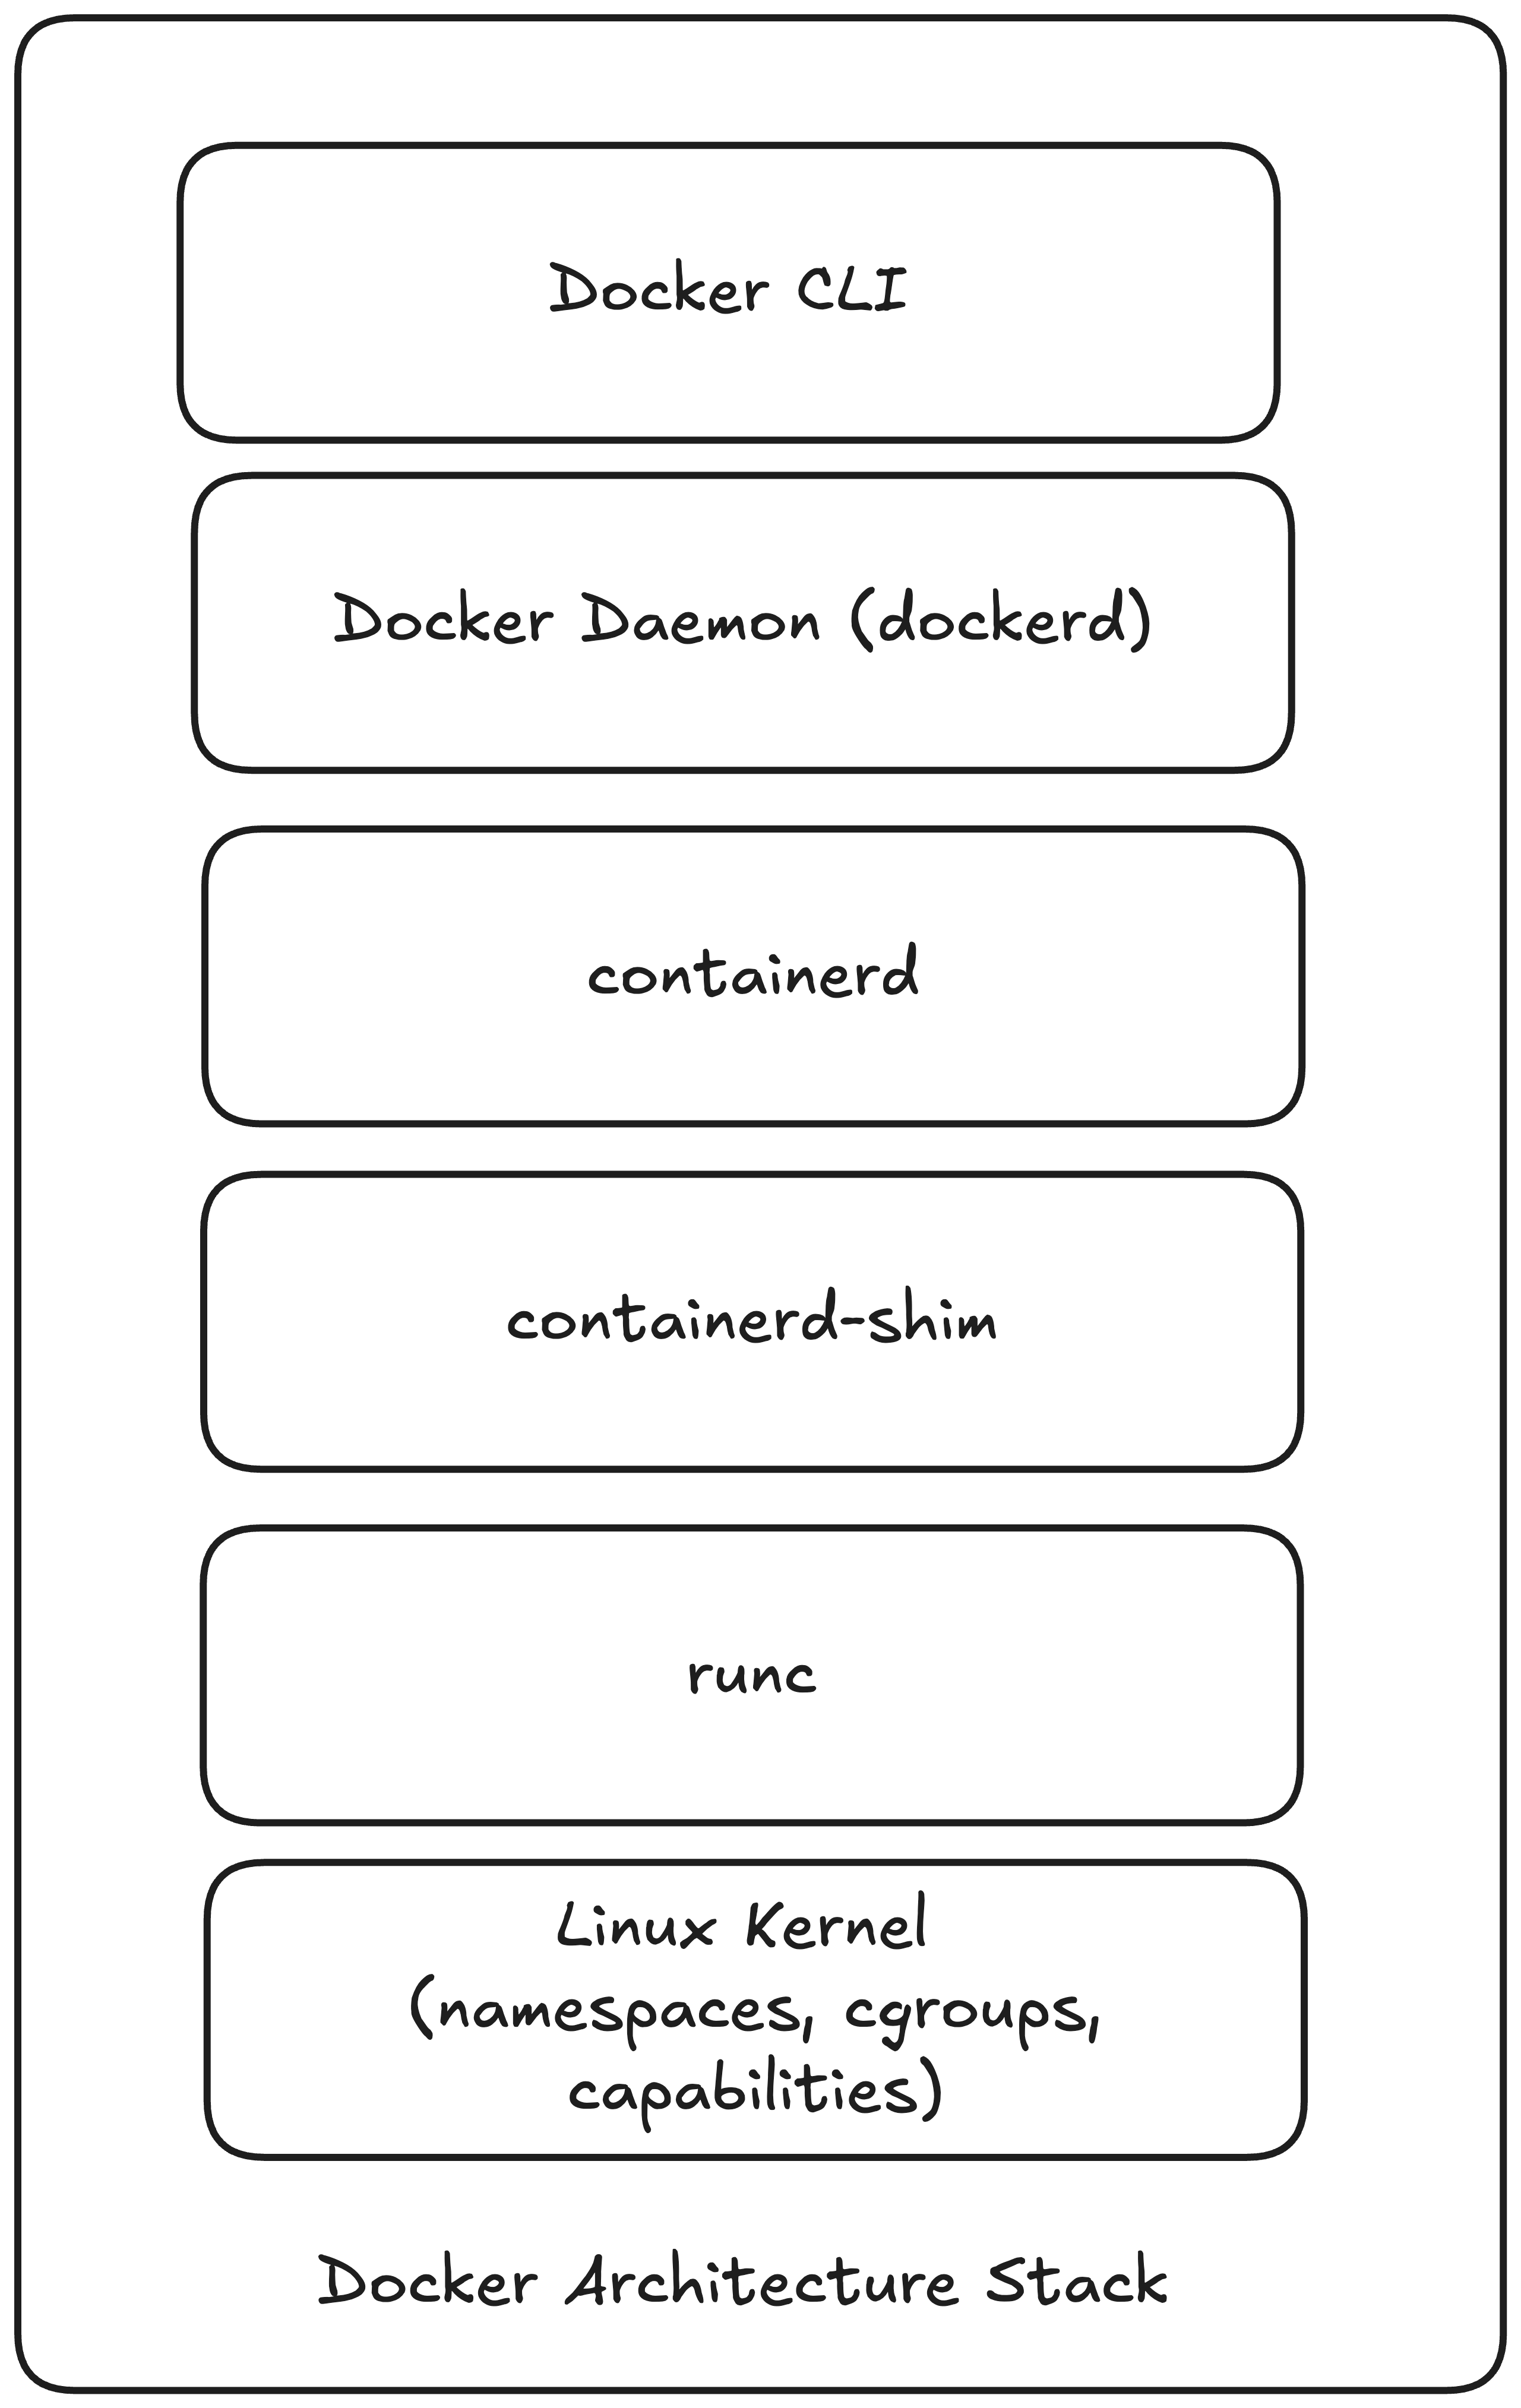 Docker CLI
Docker Daemon (dockerd)
containerd
containerd-shim
runc
Linux Kernel
(namespaces, cgroups,
capabilities)
Docker Architecture Stack